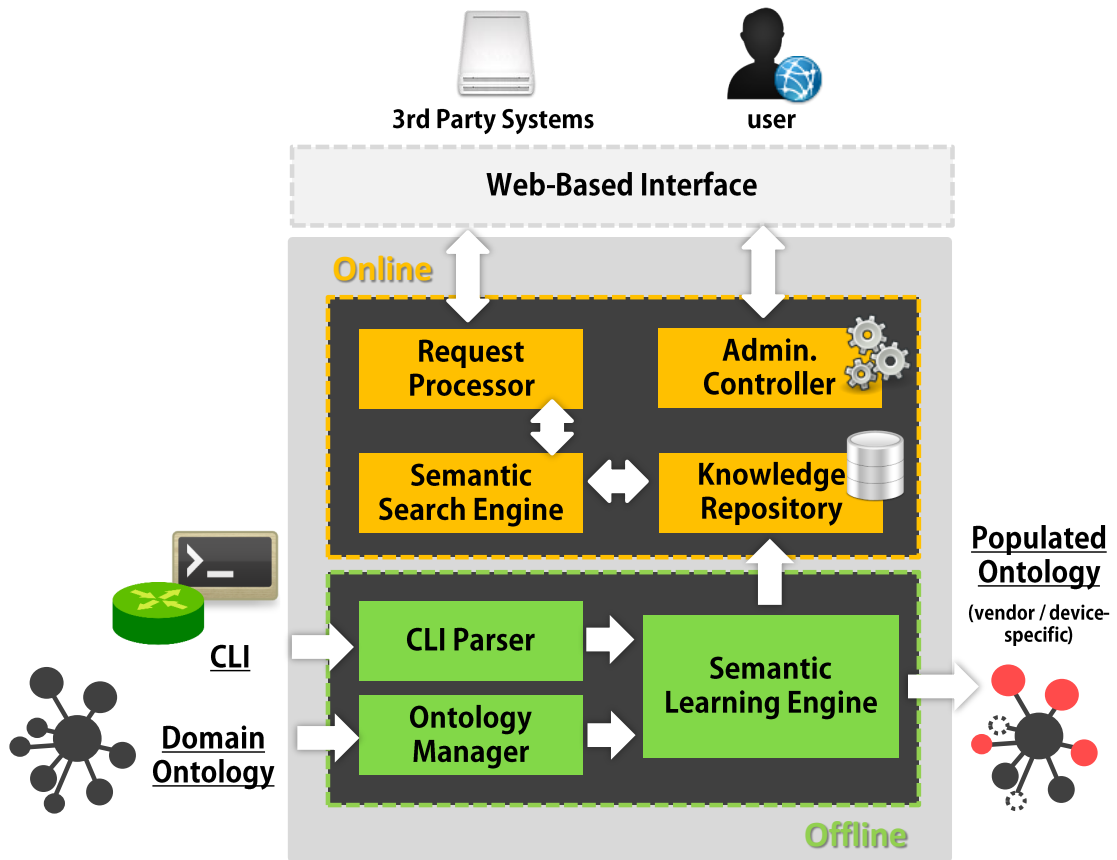 3rd Party Systems
user
Web-Based Interface
Online
Request
Processor
Admin.
Controller
Semantic
Search Engine
Knowledge
Repository
>_
CLI
CLI Parser
Semantic
Learning Engine
Domain
Ontology
Ontology
Manager
Populated
Ontology
(vendor / device-
specific)
Offline